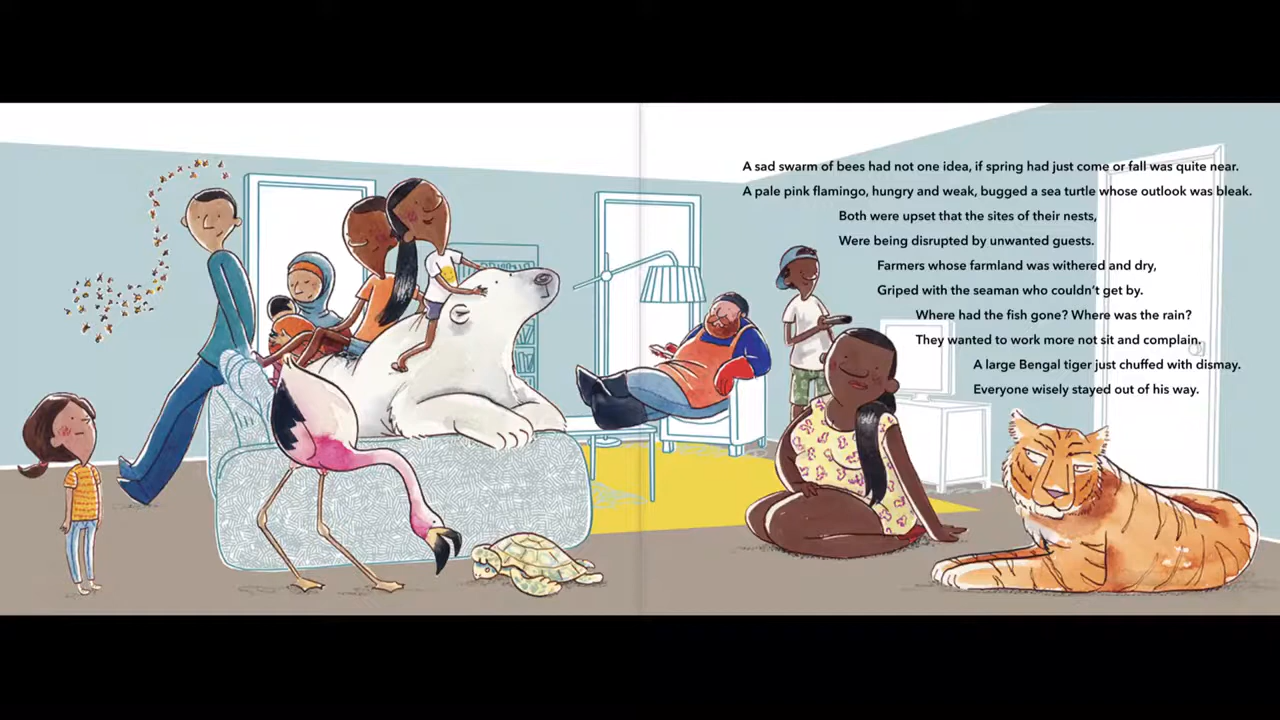 A sad swarm of bees had not one idea, if spring had just come or fall was quite near.
A pale pink flamingo, hungry and weak, bugged a sea turtle whose outlook was bleak.
Both were upset that the sites of their nests,
Were being disrupted by unwanted guests.
Farmers whose farmland was withered and dry,
Griped with the seaman who couldn't get by.
Where had the fish gone? Where was the rain?
They wanted to work more not sit and complain.
A large Bengal tiger just chuffed with dismay.
Everyone wisely stayed out of his way.